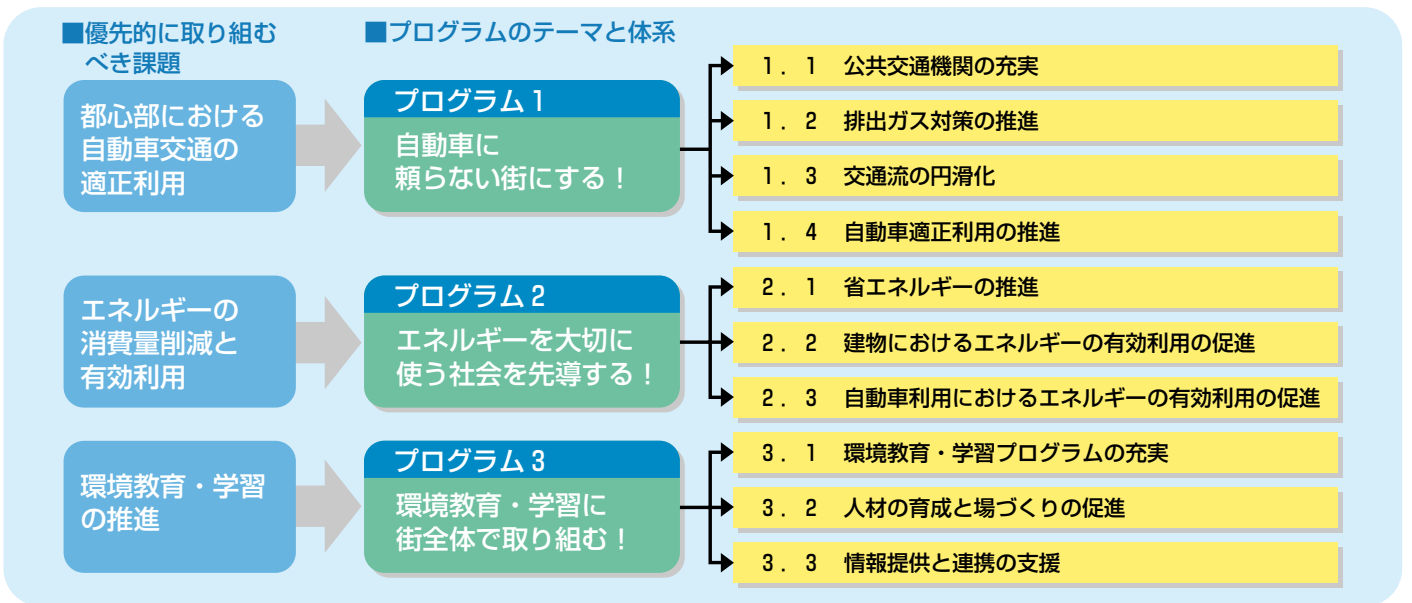 ■優先的に取り組む
べき課題
■プログラムのテーマと体系
都心部における
自動車交通の
適正利用
プログラム1
自動車に
頼らない街にする！
1．1　公共交通機関の充実
1．2　排出ガス対策の推進
1．3　交通流の円滑化
1．4　自動車適正利用の推進
エネルギーの
消費量削減と
有効利用
プログラム2
エネルギーを大切に
使う社会を先導する！
2．1　省エネルギーの推進
2．2　建物におけるエネルギーの有効利用の促進
2．3　自動車利用におけるエネルギーの有効利用の促進
環境教育・学習
の推進
プログラム3
環境教育・学習に
街全体で取り組む！
3．1　環境教育・学習プログラムの充実
3．2　人材の育成と場づくりの促進
3．3　情報提供と連携の支援